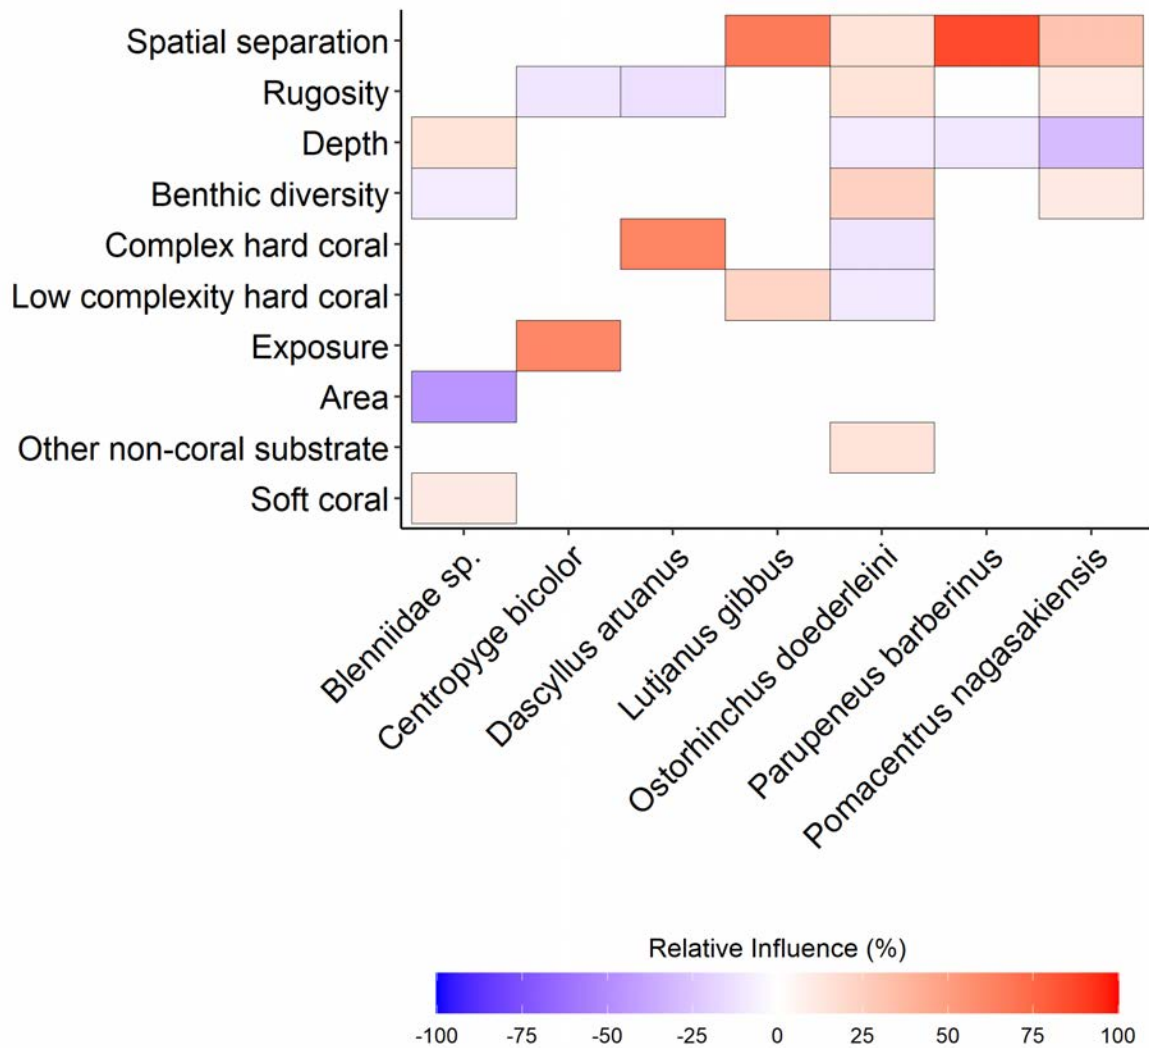 Spatial separation
Rugosity
Depth
Benthic diversity
Complex hard coral
Low complexity hard coral
Exposure
Area
Other non-coral substrate
Soft coral
Blenniidae sp.
Centropyge bicolor
Dascyllus aruanus
Lutjanus gibbus
Ostorhinchus doederleini
Parupeneus barberinus
Pomacentrus nagasakiensis
Relative Influence (%)
-100 -75 -50 -25 0 25 50 75 100